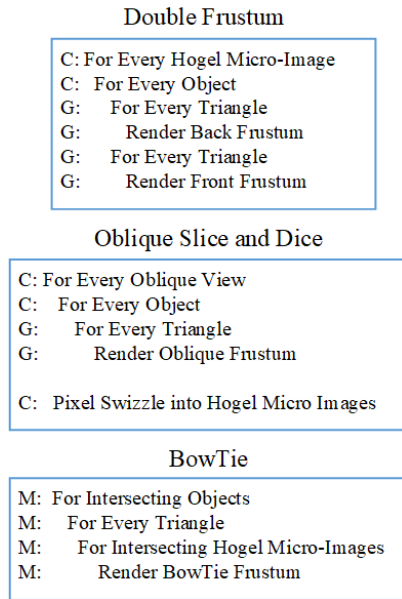 Double Frustum
C: For Every Hogel Micro-Image
C: For Every Object
G: For Every Triangle
G: Render Back Frustum
G: For Every Triangle
G: Render Front Frustum
Oblique Slice and Dice
C: For Every Oblique View
C: For Every Object
G: For Every Triangle
G: Render Oblique Frustum
C: Pixel Swizzle into Hogel Micro Images
BowTie
M: For Intersecting Objects
M: For Every Triangle
M: For Intersecting Hogel Micro-Images
M: Render BowTie Frustum